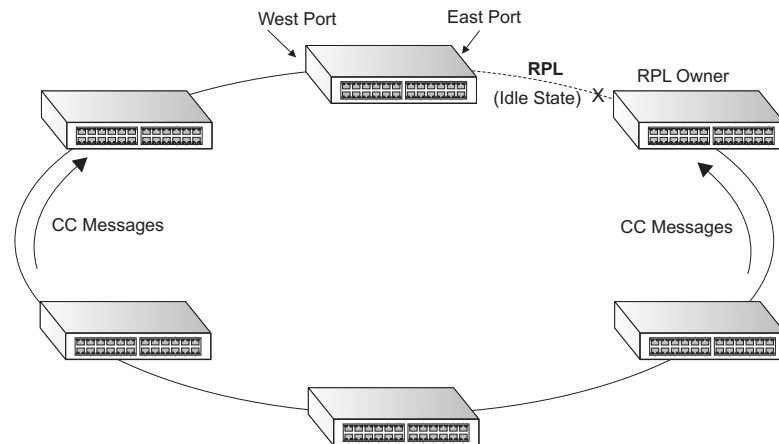 West Port
East Port
RPL
(Idle State)
X
RPL Owner
CC Messages
CC Messages